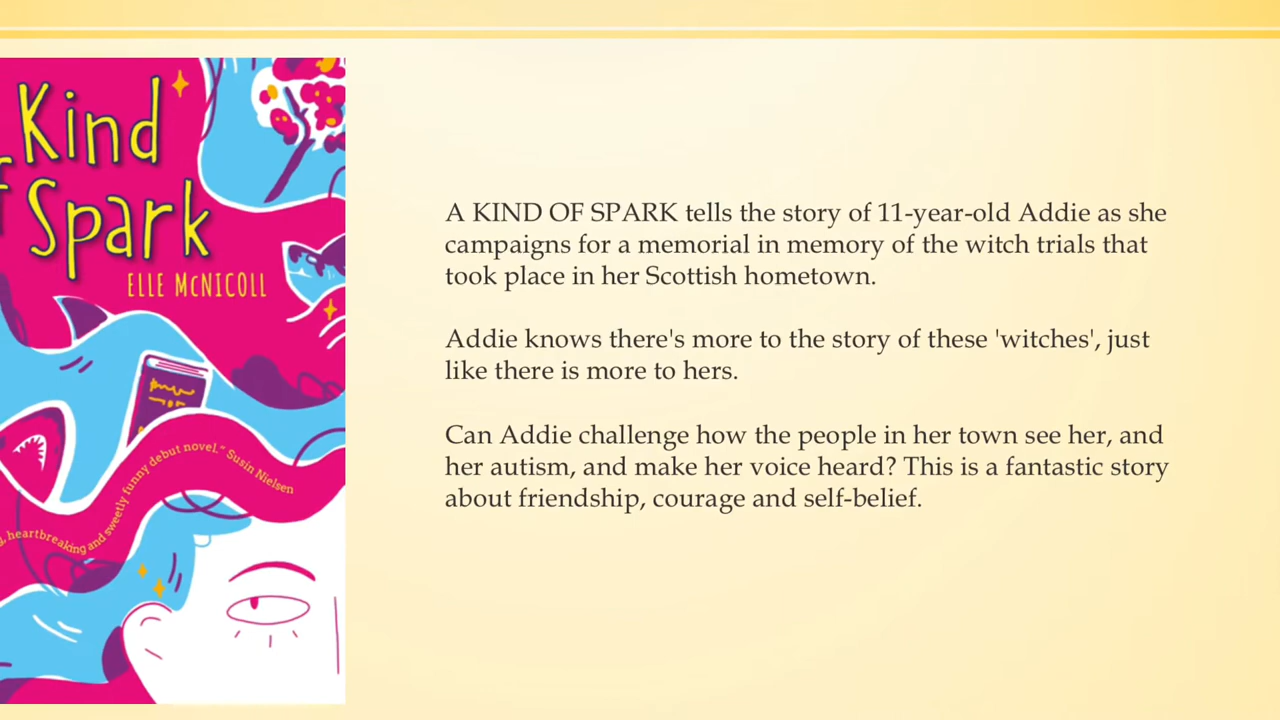 Kind
f Spark
ELLE McNICOLL
heartbreaking and sweetly funny debut novel." Susin Nielsen
A KIND OF SPARK tells the story of 11-year-old Addie as she
campaigns for a memorial in memory of the witch trials that
took place in her Scottish hometown.
Addie knows there's more to the story of these 'witches', just
like there is more to hers.
Can Addie challenge how the people in her town see her, and
her autism, and make her voice heard? This is a fantastic story
about friendship, courage and self-belief.